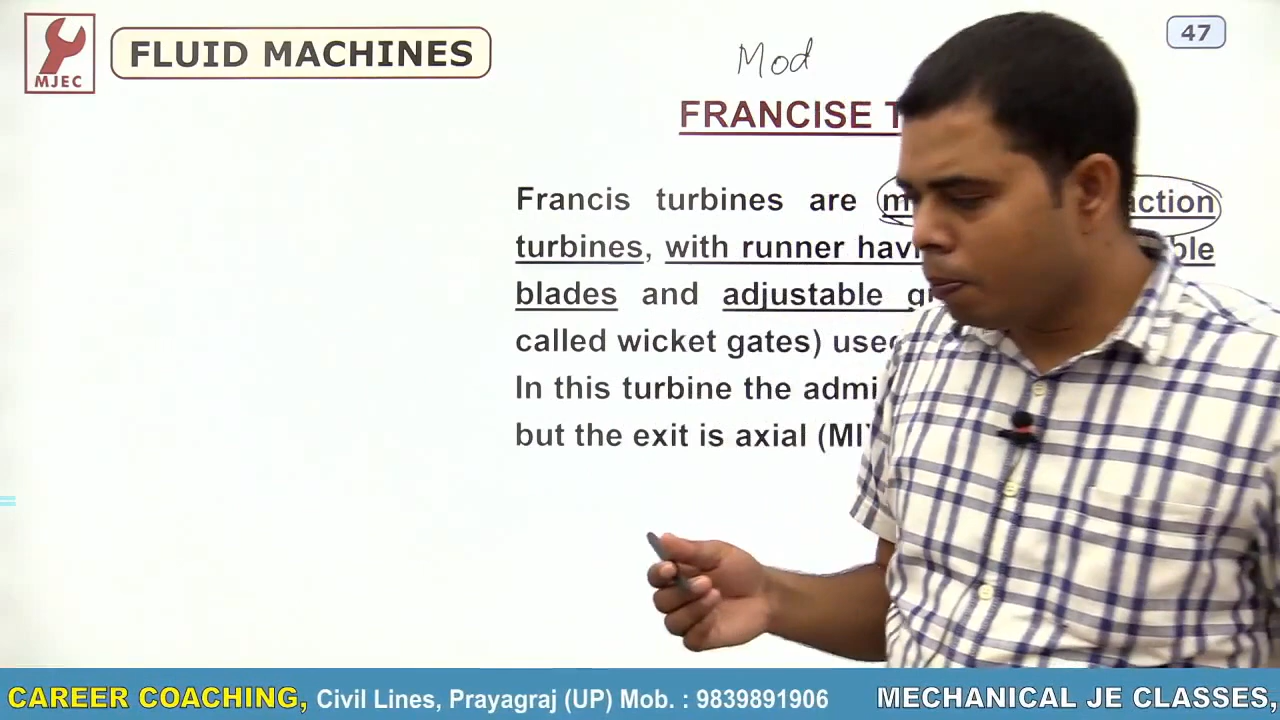 MJEC
FLUID MACHINES
Mod
47
FRANCISE T
Francis turbines are m action
turbines, with runner havi ble
blades and adjustable g
called wicket gates) used
In this turbine the admi
but the exit is axial (MI
CAREER COACHING, Civil Lines, Prayagraj (UP) Mob. : 9839891906 MECHANICAL JE CLASSES,